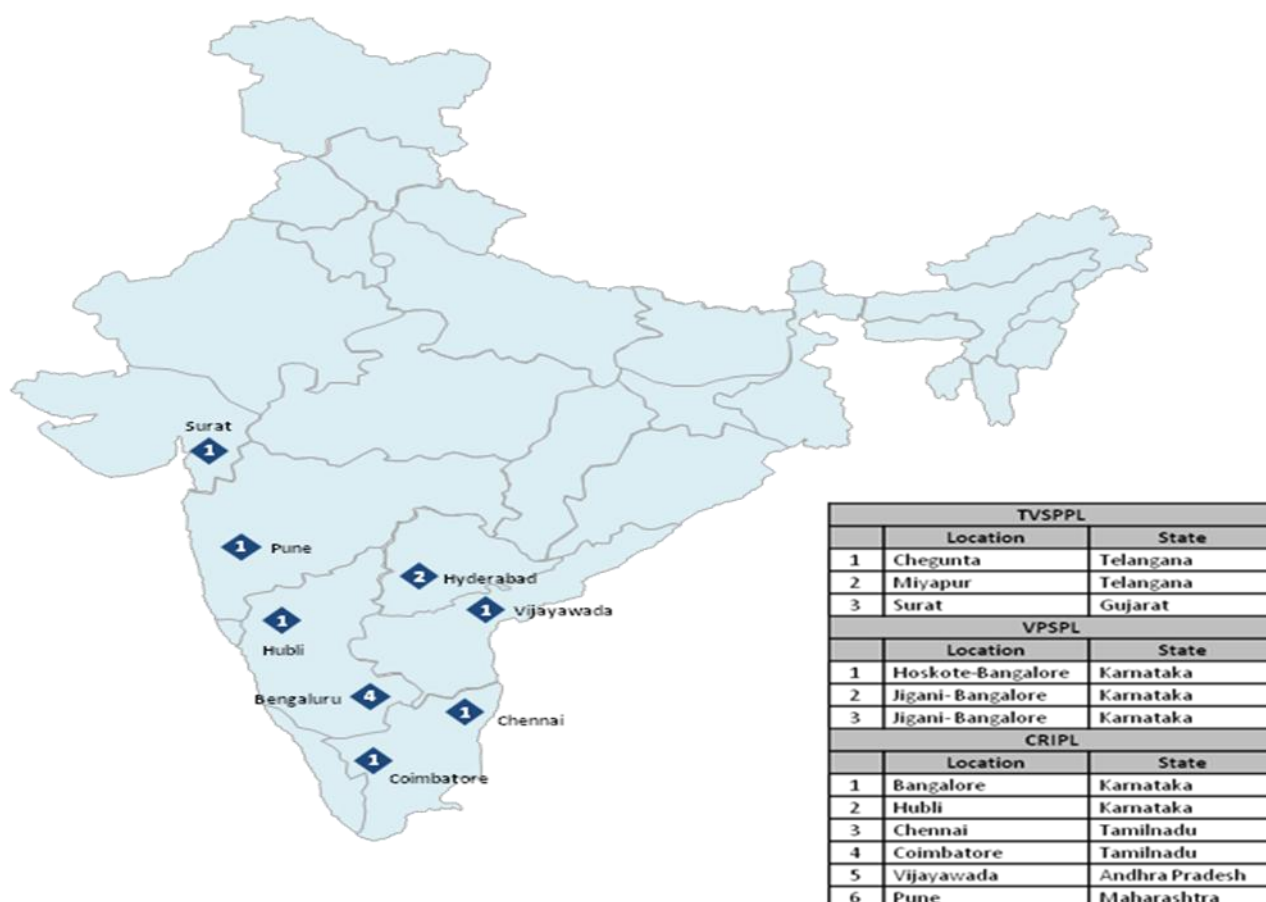 Surat
1
1 Pune
2 Hyderabad
1 Vijayawada
1
Hubli
Bengaluru 4
1 Chennai
1
Coimbatore
TVSPPL
Location State
1 Chegunta Telangana
2 Miyapur Telangana
3 Surat Gujarat
VPSPL
Location State
1 Hoskote-Bangalore Karnataka
2 Jigani- Bangalore Karnataka
3 Jigani- Bangalore Karnataka
CRIPL
Location State
1 Bangalore Karnataka
2 Hubli Karnataka
3 Chennai Tamilnadu
4 Coimbatore Tamilnadu
5 Vijayawada Andhra Pradesh
6 Pune Maharashtra